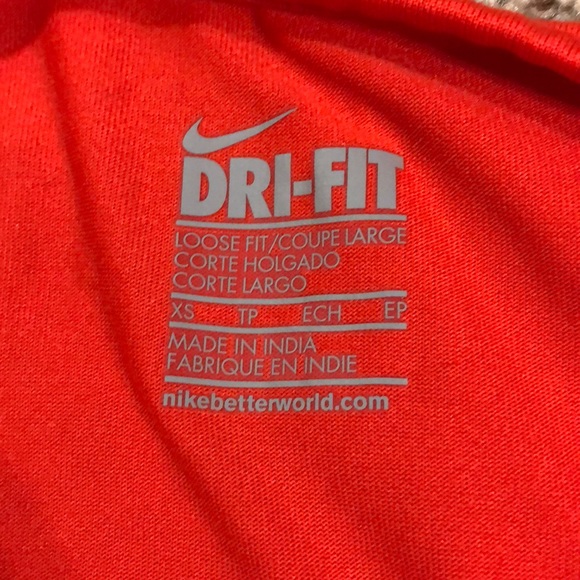 DRI-FIT
LOOSE FIT/COUPE LARGE
CORTE HOLGADO
CORTE LARGO
XS TP ECH EP
MADE IN INDIA
FABRIQUE EN INDIE
nikebetterworld.com